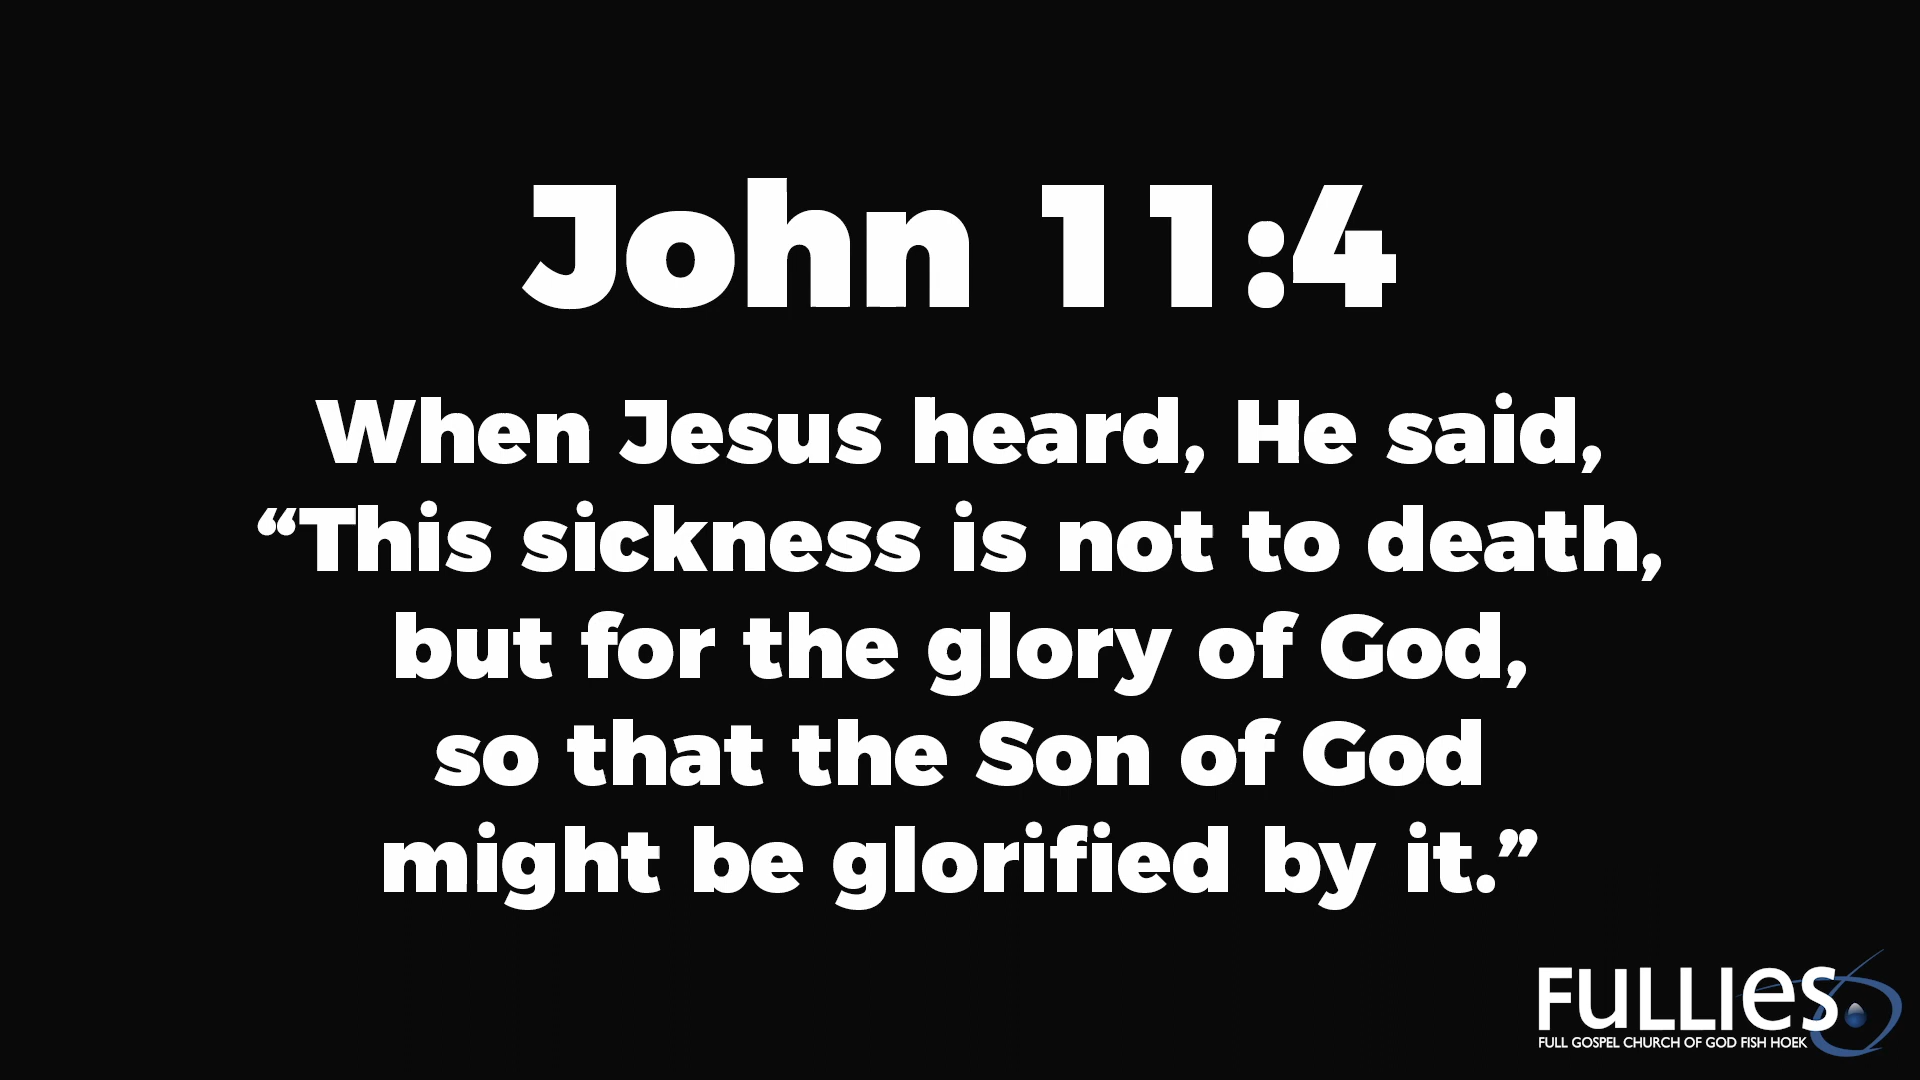 John 11:4
When Jesus heard, He said,
“This sickness is not to death,
but for the glory of God,
so that the Son of God
might be glorified by it.”
FULLIES
FULL GOSPEL CHURCH OF GOD FISH HOEK